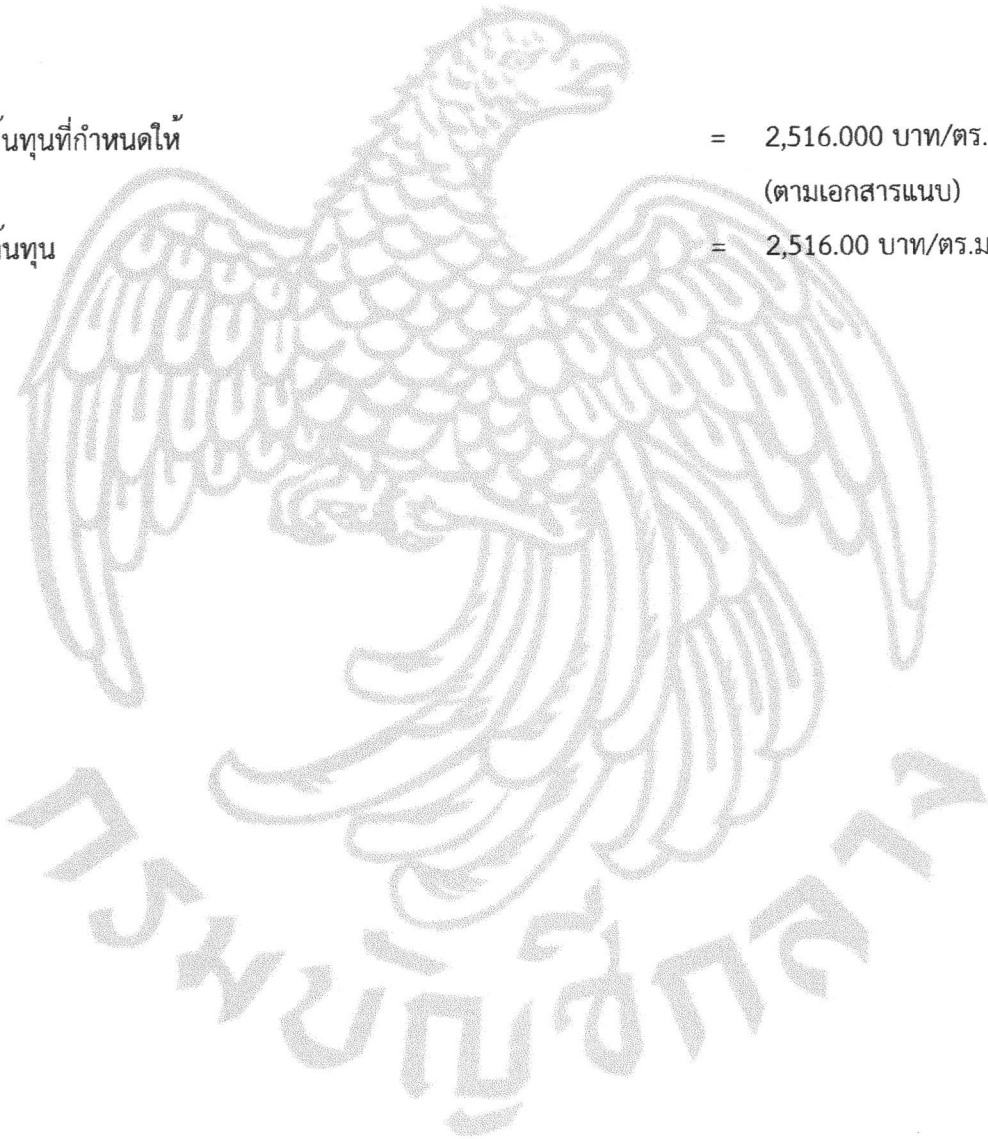 นทุนที่กำหนดให้ = 2,516.000 บาท/ตร.
(ตามเอกสารแนบ)
นทุน = 2,516.00 บาท/ตร.ม
กรมบัญชีกลาง